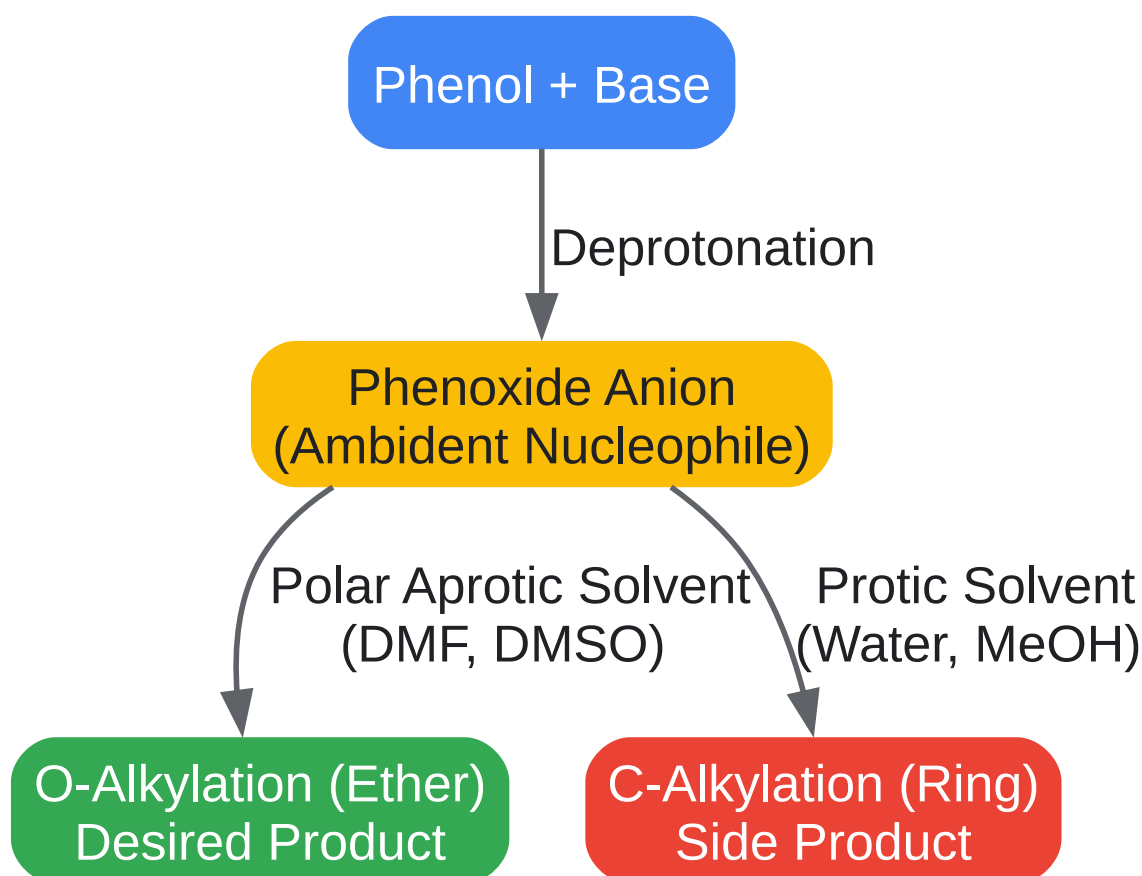 Phenol + Base
Deprotonation
Phenoxide Anion
(Ambident Nucleophile)
Polar Aprotic Solvent
(DMF, DMSO)
Protic Solvent
(Water, MeOH)
O-Alkylation (Ether)
Desired Product
C-Alkylation (Ring)
Side Product